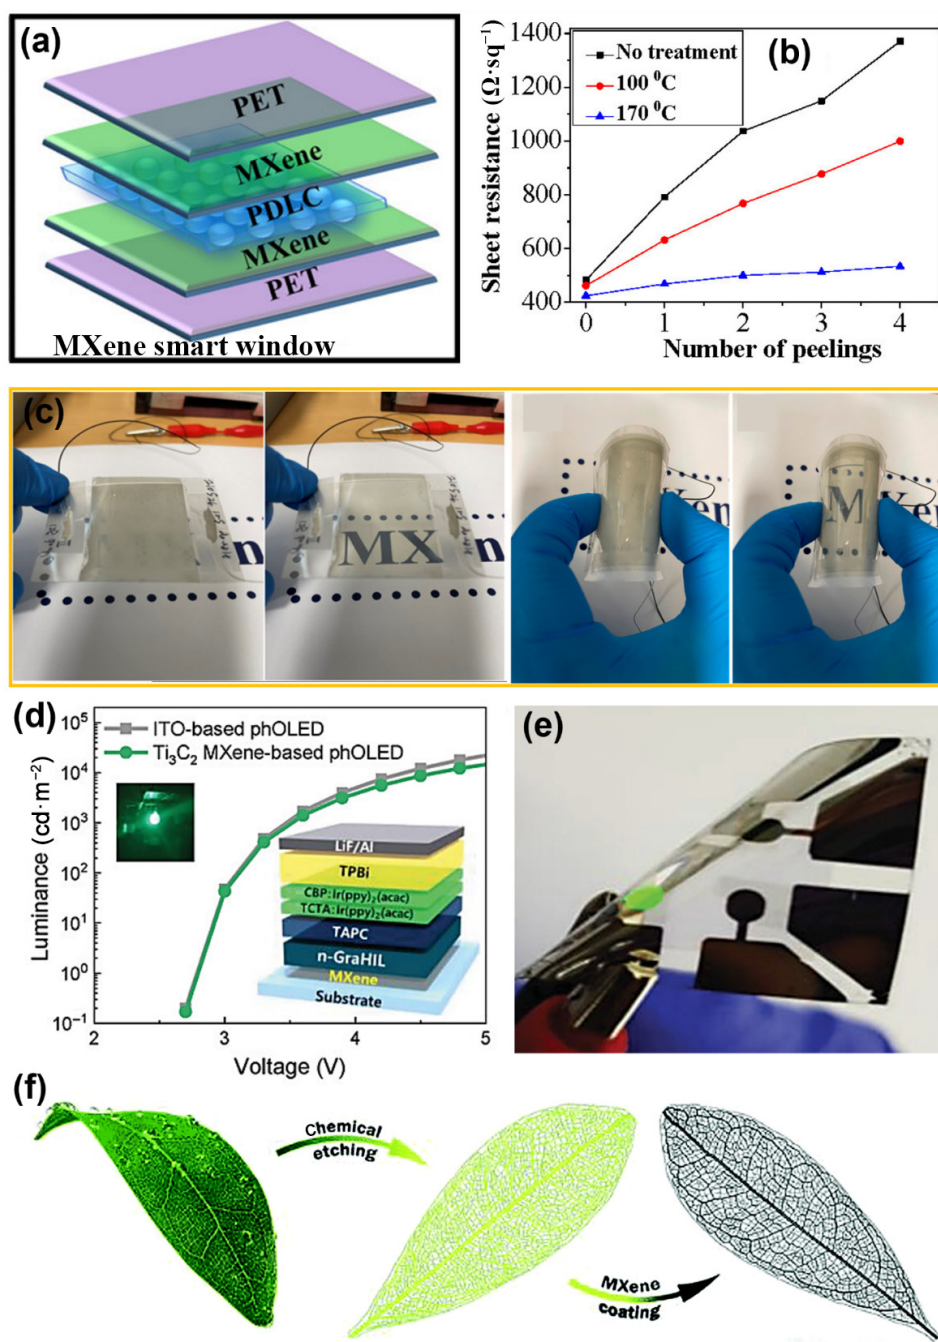 (a)
PET
MXene
PDLC
MXene
PET
MXene smart window
(b)
Sheet resistance (Ω·sq⁻¹)
1400
1200
1000
800
600
400
No treatment
100 ⁰C
170 ⁰C
0 1 2 3 4
Number of peelings
(c)
n
MX n
Xen
M Xen
(d)
Luminance (cd·m⁻²)
10⁵
10⁴
10³
10²
10¹
10⁰
10⁻¹
ITO-based phOLED
Ti₃C₂ MXene-based phOLED
LiF/Al
TPBi
CBP:Ir(ppy)₂(acac)
TCTA:Ir(ppy)₂(acac)
TAPC
n-GraHIL
MXene
Substrate
2 3 4 5
Voltage (V)
(e)
(f)
Chemical
etching
MXene
coating